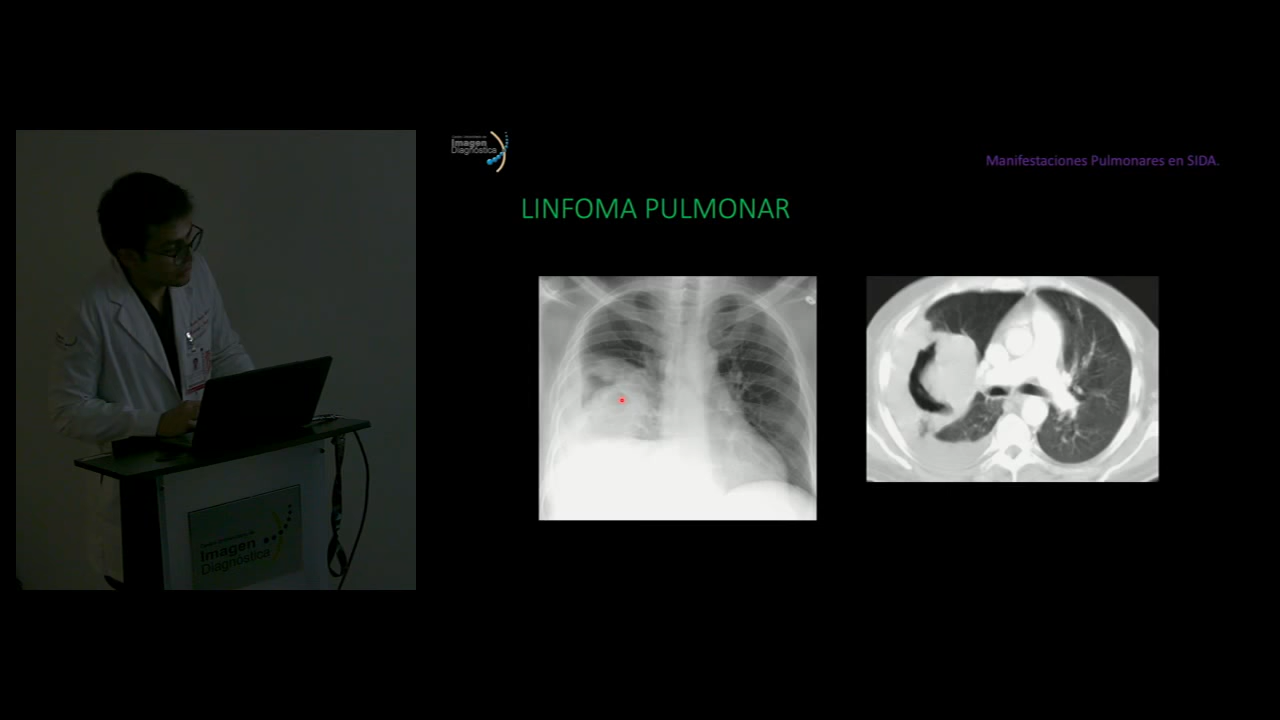 Imagen
Diagnóstica
Manifestaciones Pulmonares en SIDA.
LINFOMA PULMONAR
Imagen
Diagnóstica